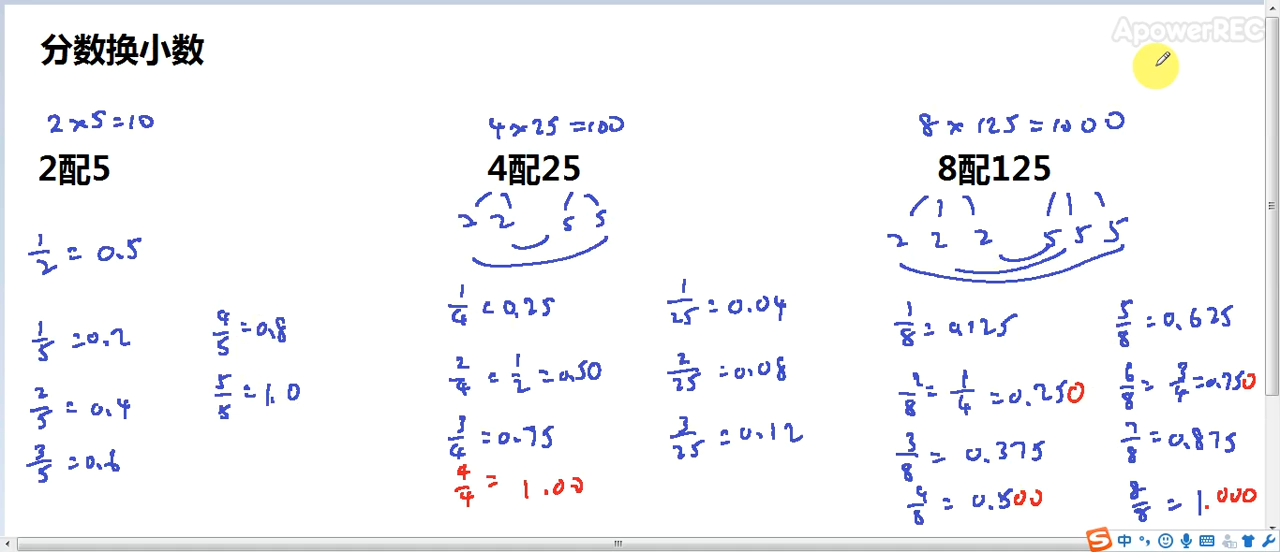 ApowerREC
分数换小数
2×5=10
4×25=100
8×125=1000
2配5
4配25
8配125
2 2 5 5
2 2 2 5 5 5
1/2 = 0.5
1/5 = 0.2
2/5 = 0.4
3/5 = 0.6
4/5 = 0.8
5/5 = 1.0
1/4 = 0.25
2/4 = 1/2 = 0.50
3/4 = 0.75
4/4 = 1.00
1/25 = 0.04
2/25 = 0.08
3/25 = 0.12
1/8 = 0.125
2/8 = 1/4 = 0.250
3/8 = 0.375
4/8 = 0.500
5/8 = 0.625
6/8 = 3/4 = 0.750
7/8 = 0.875
8/8 = 1.000
S 中 °,